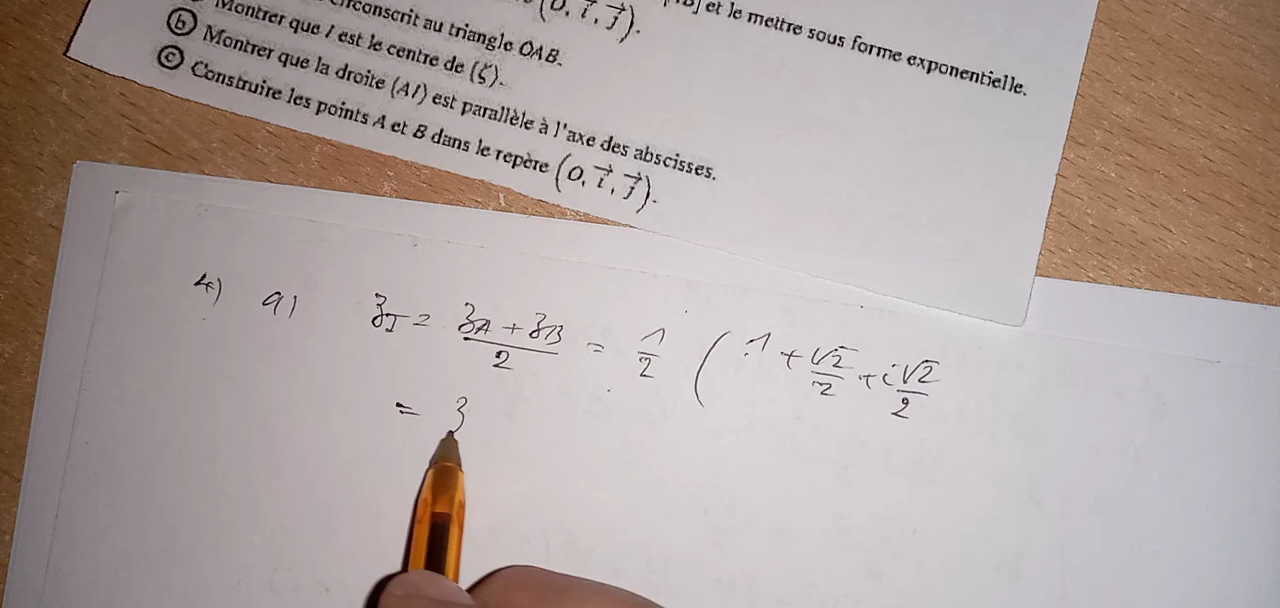 (O, i⃗, j⃗).
et le mettre sous forme exponentielle.
circonscrit au triangle OAB.
Montrer que I est le centre de (ζ).
b Montrer que la droite (AI) est parallèle à l'axe des abscisses.
c Construire les points A et B dans le repère (O, i⃗, j⃗).
4) a) z_I = (z_A + z_B)/2 = 1/2 ( 1 + √2/2 + i√2/2
= z